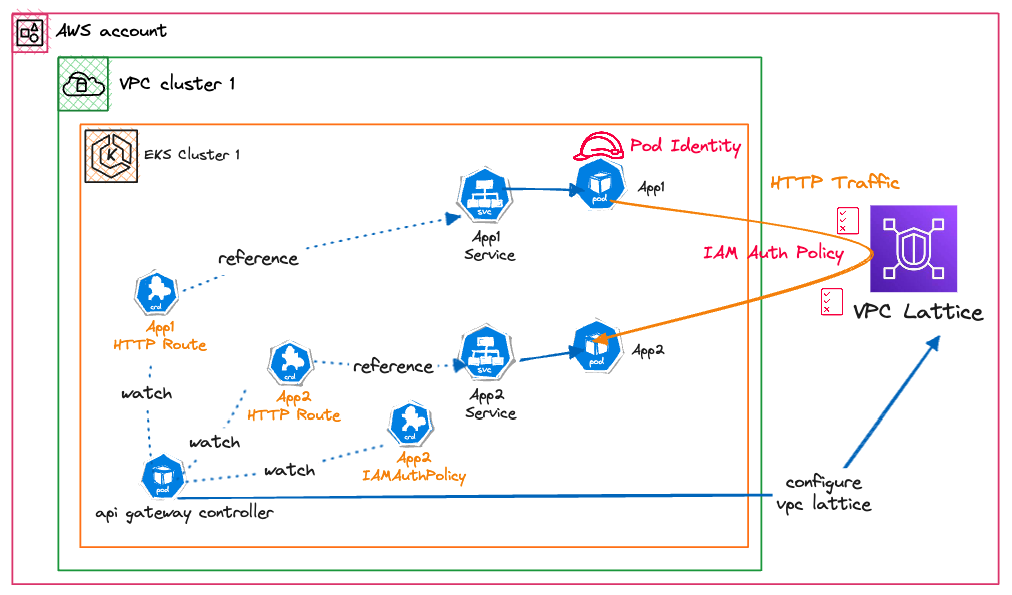 AWS account
VPC cluster 1
EKS Cluster 1
Pod Identity
svc
pod
App1
HTTP Traffic
App1
Service
IAM Auth Policy
reference
crd
App1
HTTP Route
VPC Lattice
svc
pod
App2
crd
reference
App2
HTTP Route
App2
Service
watch
crd
watch
App2
IAMAuthPolicy
watch
pod
api gateway controller
configure
vpc lattice